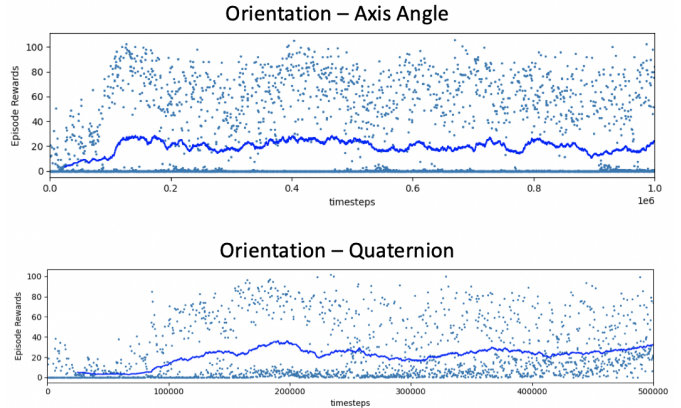 Orientation – Axis Angle
100
80
60
40
20
0
Episode Rewards
0.0 0.2 0.4 0.6 0.8 1.0
timesteps
1e6
Orientation – Quaternion
100
80
60
40
20
0
Episode Rewards
0 100000 200000 300000 400000 500000
timesteps